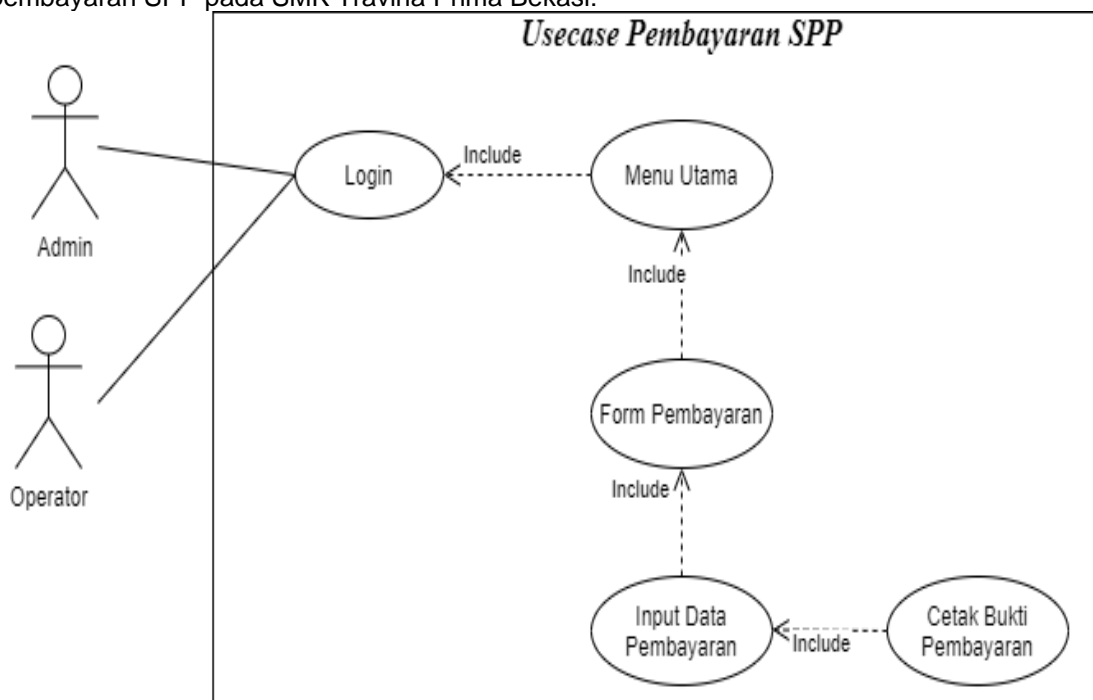 pembayaran SPP pada SMK Travina Prima Bekasi.
Usecase Pembayaran SPP
Include
Login
Menu Utama
Admin
Include
Form Pembayaran
Include
Operator
Input Data
Pembayaran
Include
Cetak Bukti
Pembayaran